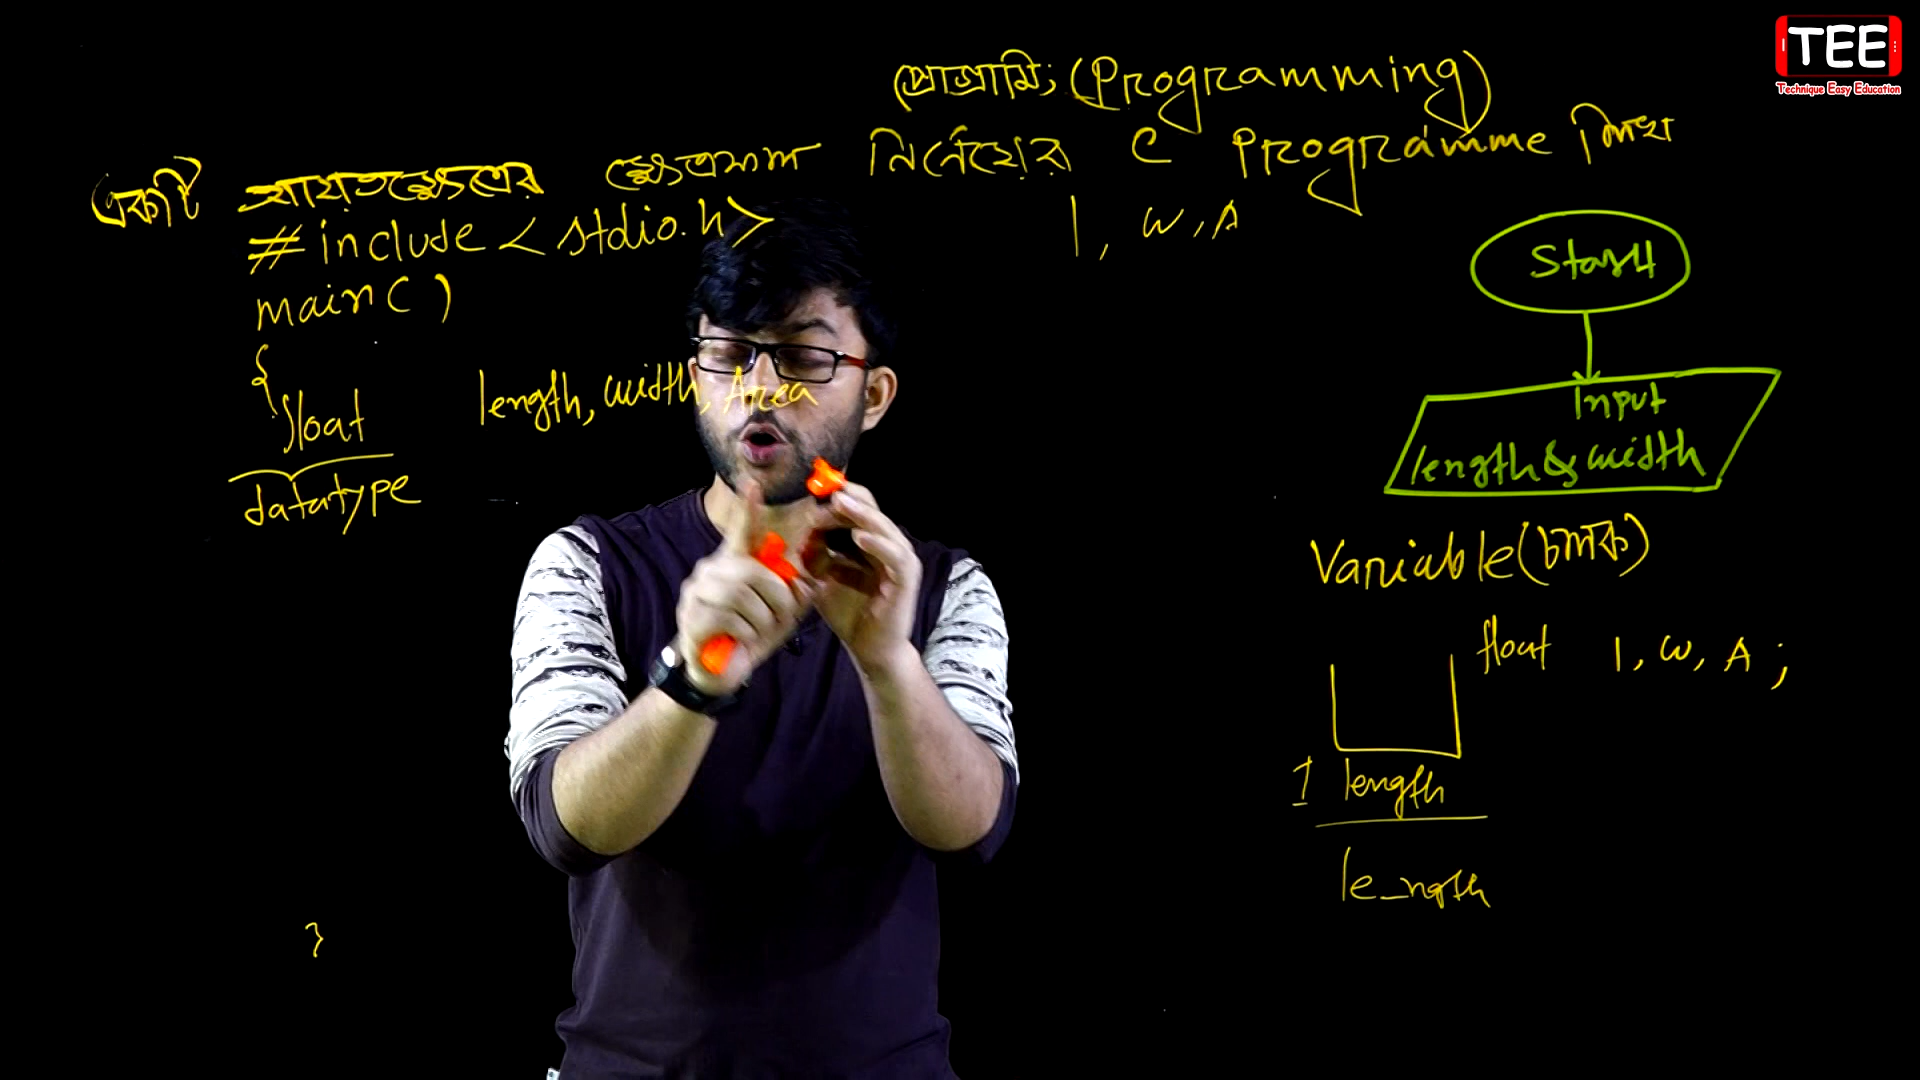 TEE
Technique Easy Education
প্রোগ্রামিং (Programming)
একটি আয়তক্ষেত্রের ক্ষেত্রফল নির্ণয়ের C Programme লিখ
#include <stdio.h>
l, w, A
main()
{
float length, width, Area
datatype
Start
Input
length & width
Variable (চলক)
float l, w, A ;
1 length
le_ngth
}